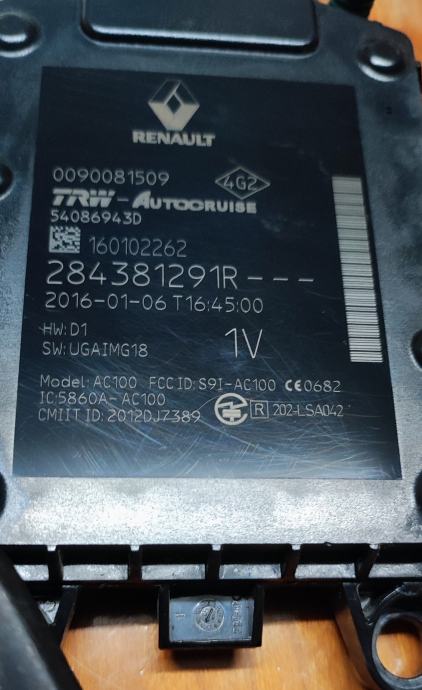 RENAULT
0090081509
4G2
TRW-AUTOCRUISE
54086943D
160102262
284381291R---
2016-01-06 T16:45:00
HW:D1
SW:UGAIMG18
1V
Model: AC100 FCC ID: S9I-AC100 CE0682
IC:5860A-AC100
CMIIT ID: 2012DJ7389
R 202-LSA042